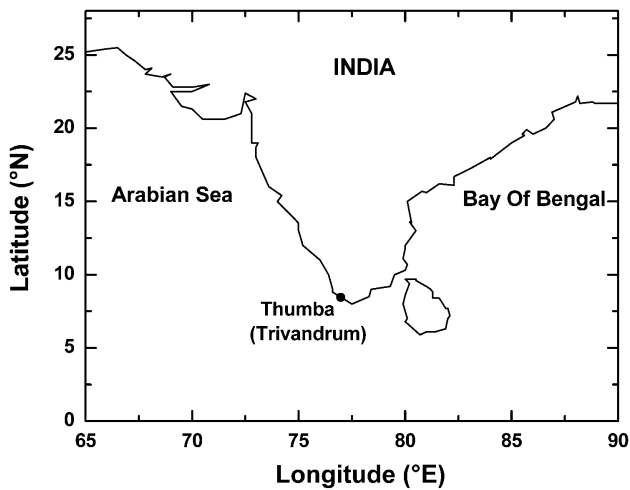 25
20
15
10
5
0
Latitude (°N)
INDIA
Arabian Sea
Bay Of Bengal
Thumba
(Trivandrum)
65 70 75 80 85 90
Longitude (°E)